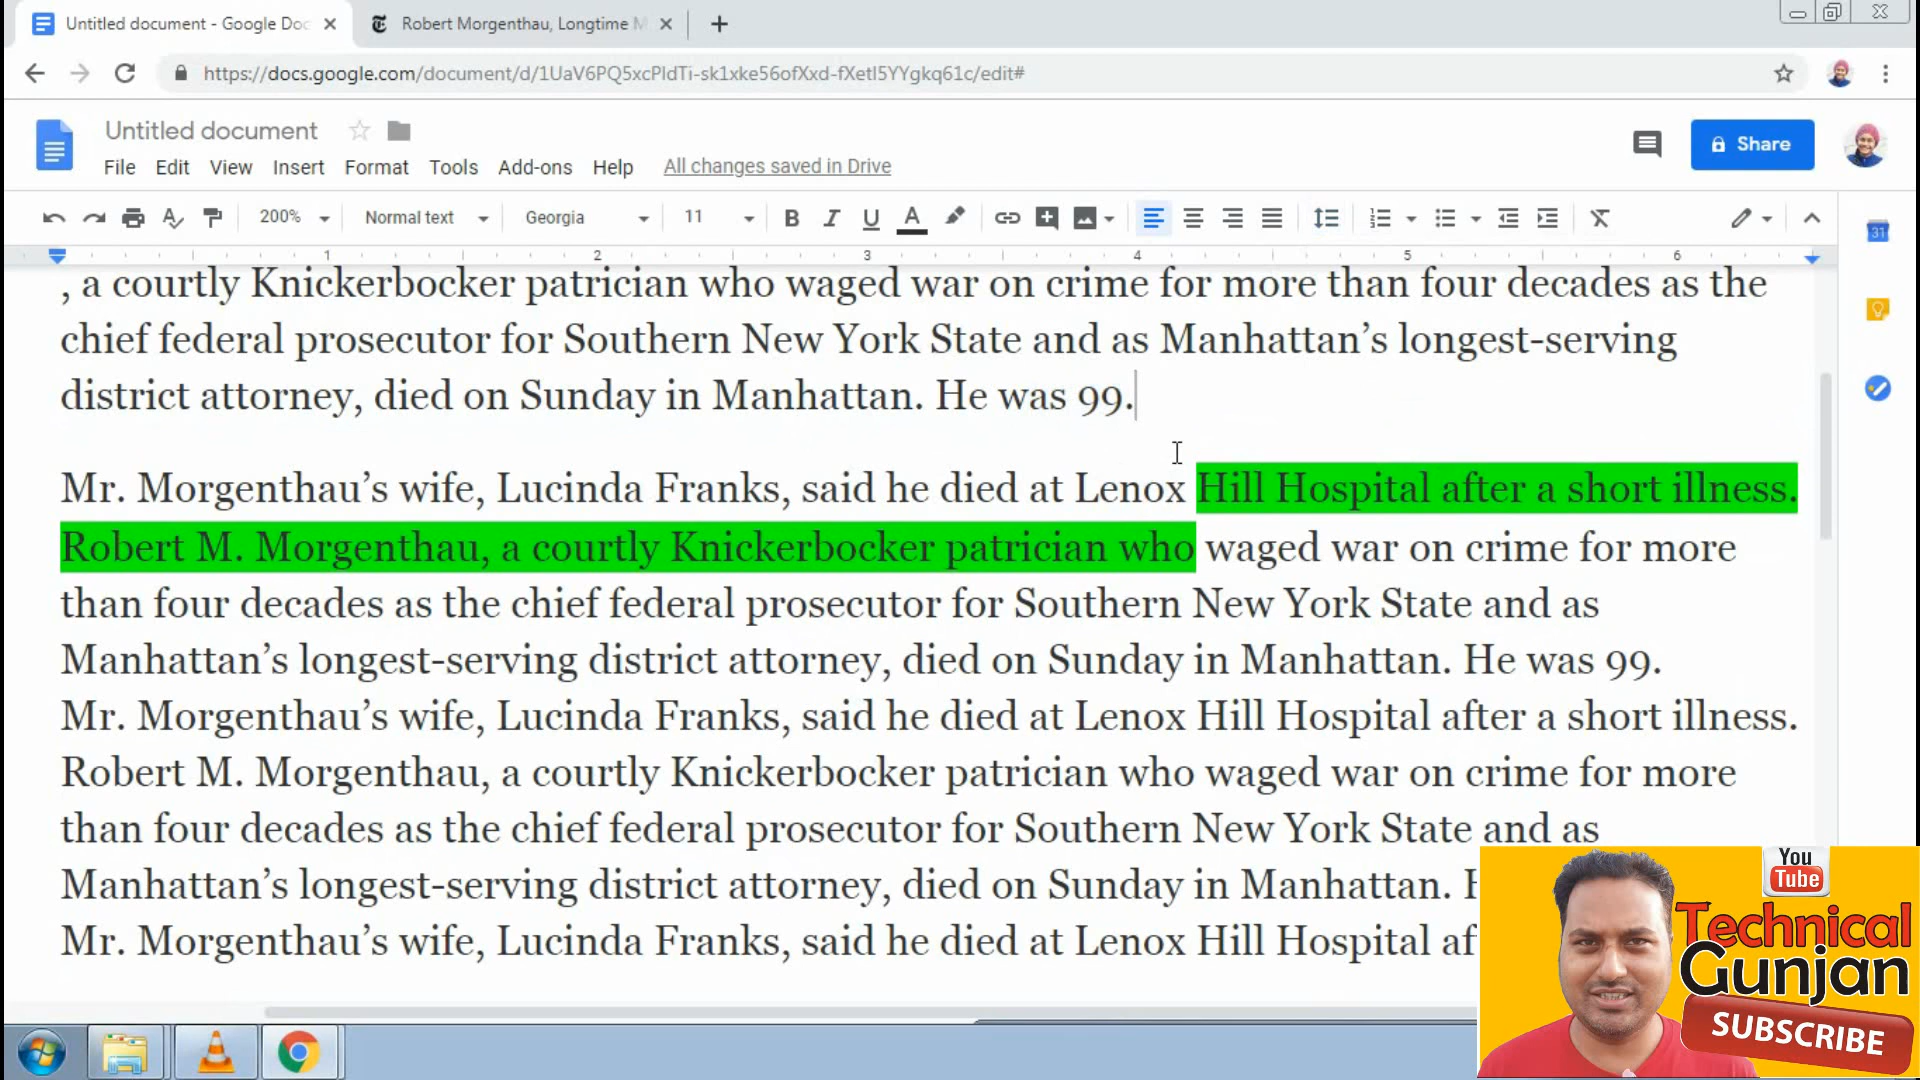 Untitled document - Google Doc
Robert Morgenthau, Longtime M
https://docs.google.com/document/d/1UaV6PQ5xcPldTi-sk1xke56ofXxd-fXetl5YYgkq61c/edit#
Untitled document
File Edit View Insert Format Tools Add-ons Help All changes saved in Drive
Share
200% Normal text Georgia 11 B I U A
31
1 2 3 4 5 6
, a courtly Knickerbocker patrician who waged war on crime for more than four decades as the
chief federal prosecutor for Southern New York State and as Manhattan’s longest-serving
district attorney, died on Sunday in Manhattan. He was 99.
Mr. Morgenthau’s wife, Lucinda Franks, said he died at Lenox Hill Hospital after a short illness.
Robert M. Morgenthau, a courtly Knickerbocker patrician who waged war on crime for more
than four decades as the chief federal prosecutor for Southern New York State and as
Manhattan’s longest-serving district attorney, died on Sunday in Manhattan. He was 99.
Mr. Morgenthau’s wife, Lucinda Franks, said he died at Lenox Hill Hospital after a short illness.
Robert M. Morgenthau, a courtly Knickerbocker patrician who waged war on crime for more
than four decades as the chief federal prosecutor for Southern New York State and as
Manhattan’s longest-serving district attorney, died on Sunday in Manhattan.
Mr. Morgenthau’s wife, Lucinda Franks, said he died at Lenox Hill Hospital af
You
Tube
Technical
Gunjan
SUBSCRIBE